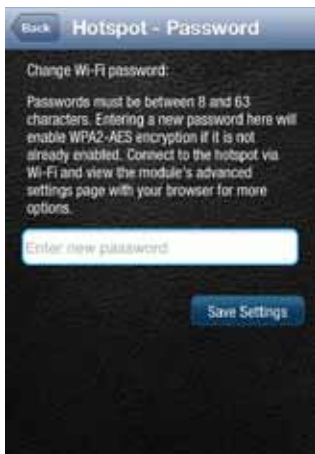 Back
Hotspot - Password
Change Wi-Fi password:
Passwords must be between 8 and 63
characters. Entering a new password here will
enable WPA2-AES encryption if it is not
already enabled. Connect to the hotspot via
Wi-Fi and view the module's advanced
settings page with your browser for more
options.
Enter new password
Save Settings